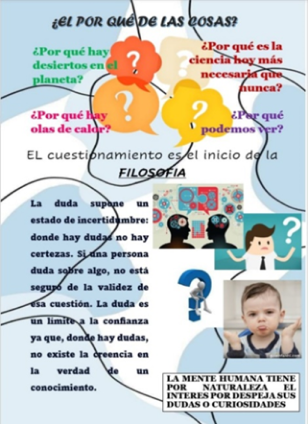 ¿EL POR QUÉ DE LAS COSAS?
¿Por qué hay
desiertos en el
planeta?
¿Por qué es la
ciencia hoy más
necesaria que
nunca?
¿Por qué hay
olas de calor?
¿Por qué
podemos ver?
EL cuestionamiento es el inicio de la
FILOSOFIA
La duda supone un
estado de incertidumbre:
donde hay dudas no hay
certezas. Si una persona
duda sobre algo, no está
seguro de la validez de
esa cuestión. La duda es
un límite a la confianza
ya que, donde hay dudas,
no existe la creencia en
la verdad de un
conocimiento.
LA MENTE HUMANA TIENE
POR NATURALEZA EL
INTERES POR DESPEJA SUS
DUDAS O CURIOSIDADES